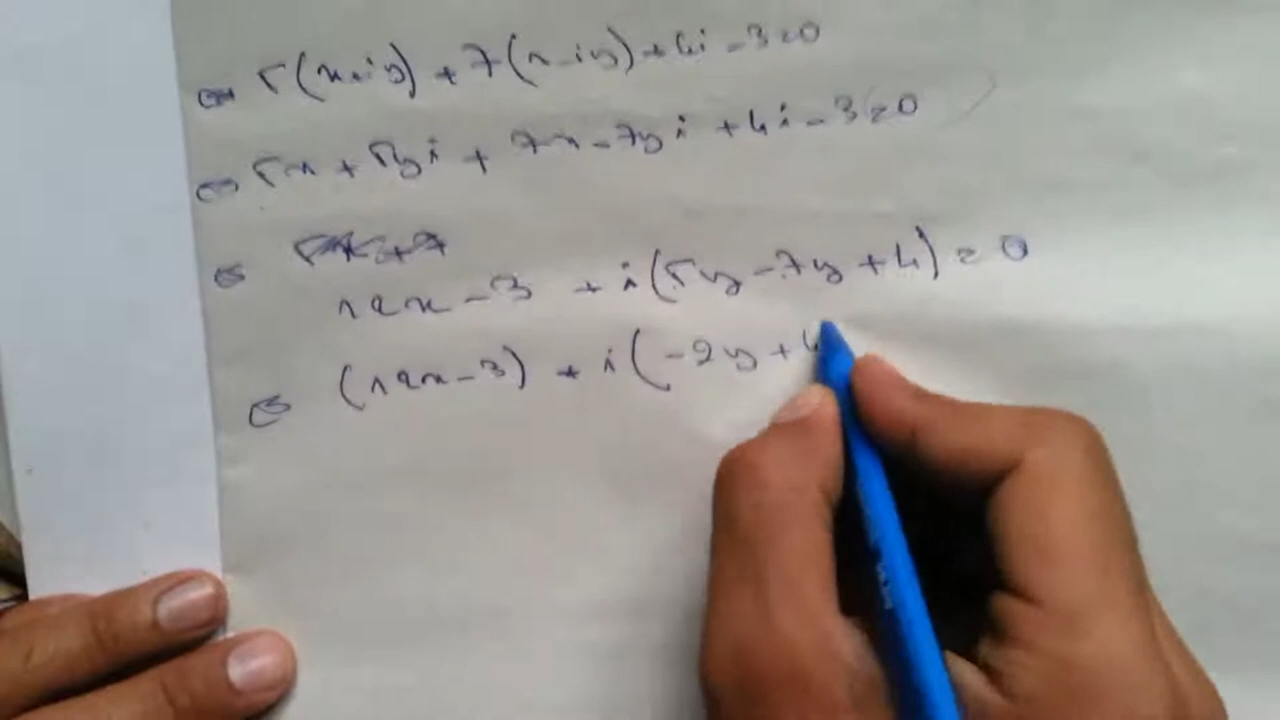 ⇔ 5(x+iy) + 7(x-iy) + 4i - 3 = 0
⇔ 5x + 5yi + 7x - 7yi + 4i - 3 = 0
⇔
12x - 3 + i(5y - 7y + 4) = 0
⇔ (12x - 3) + i(-2y + 4